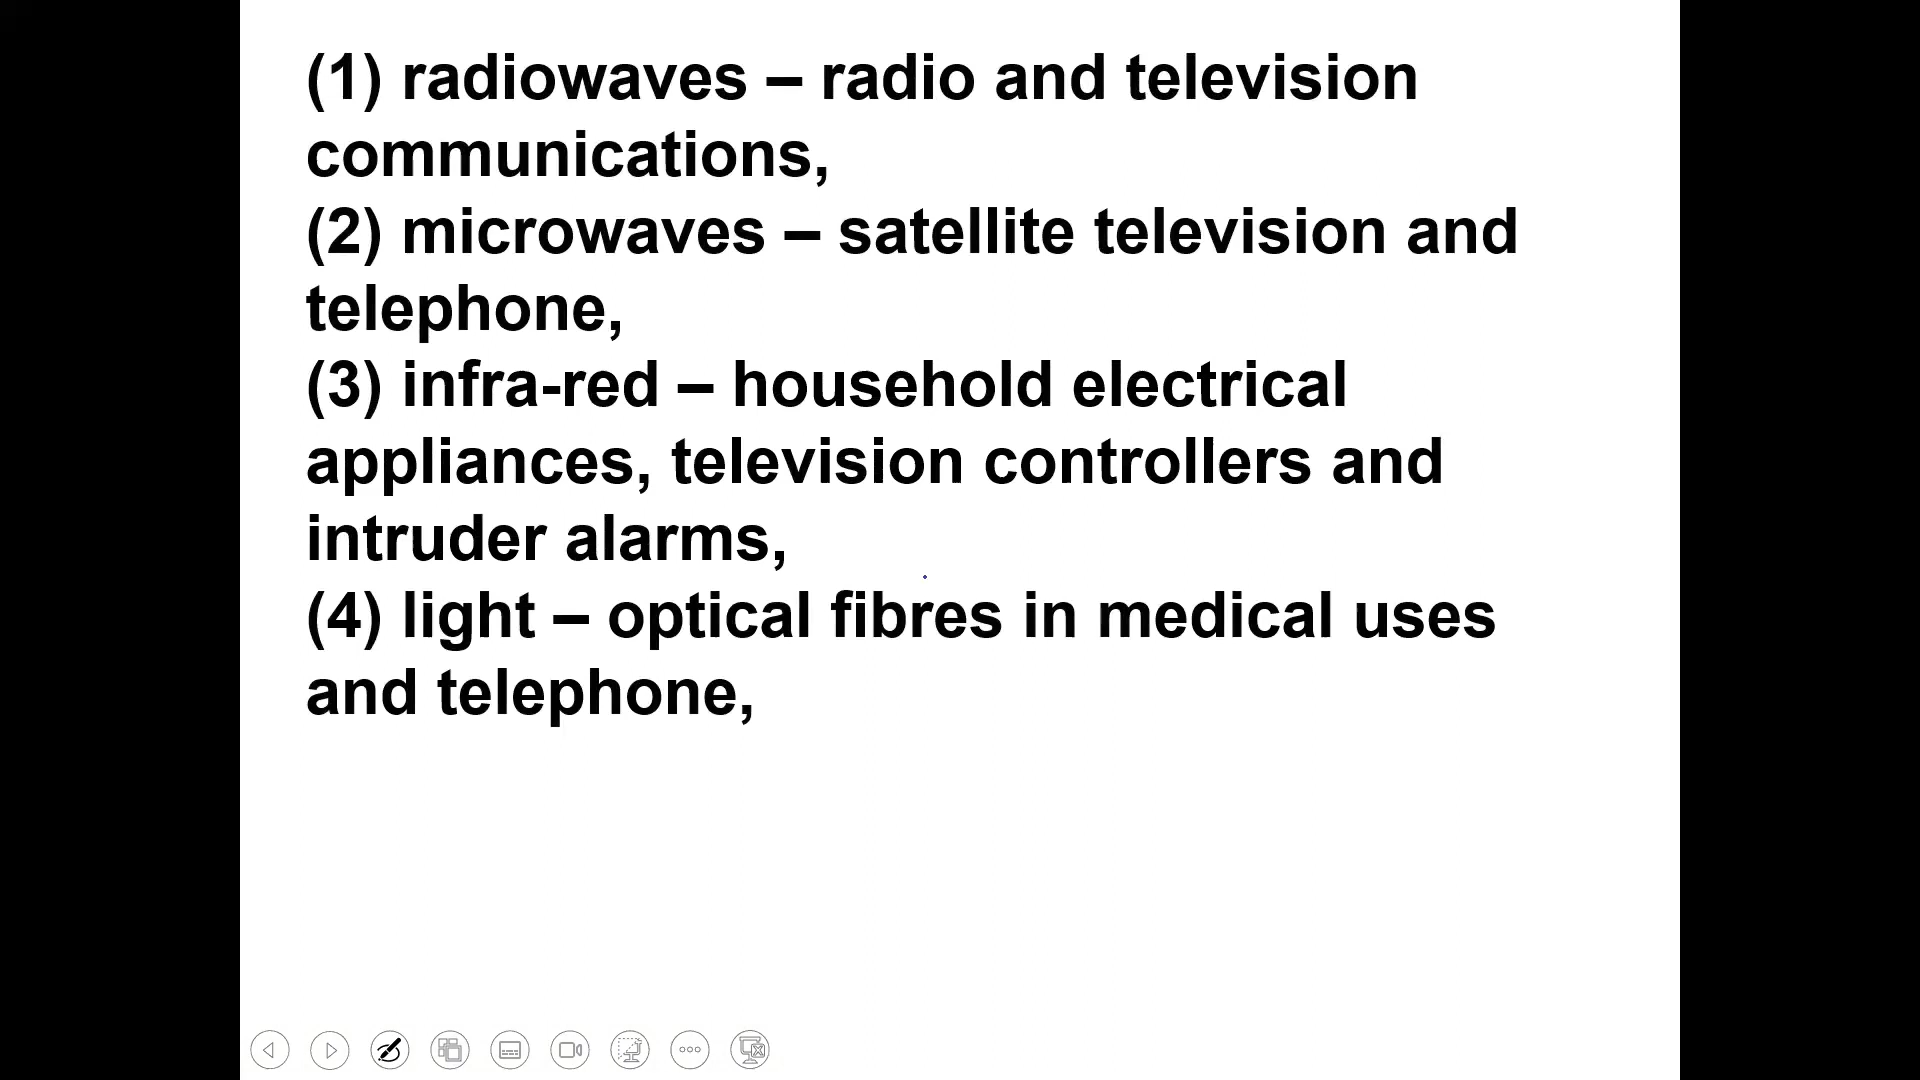 (1) radiowaves – radio and television
communications,
(2) microwaves – satellite television and
telephone,
(3) infra-red – household electrical
appliances, television controllers and
intruder alarms,
(4) light – optical fibres in medical uses
and telephone,